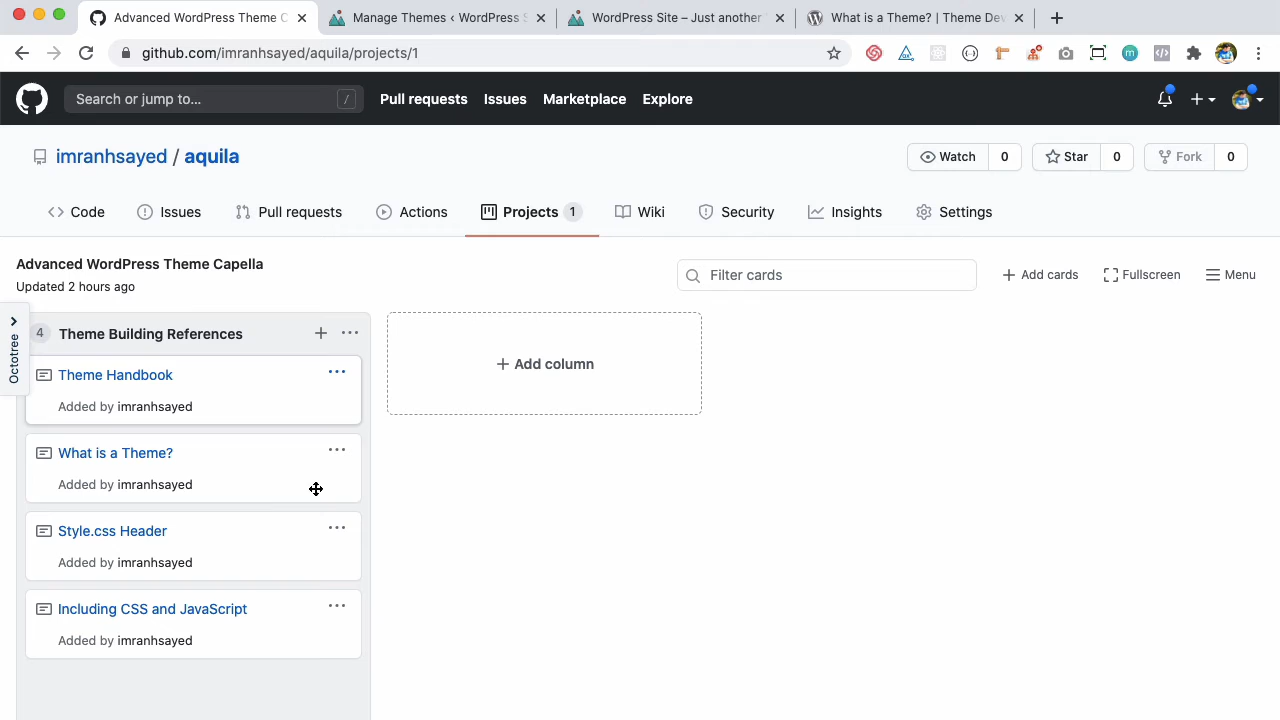 Advanced WordPress Theme C
Manage Themes ‹ WordPress S
WordPress Site – Just another
What is a Theme? | Theme Dev
github.com/imranhsayed/aquila/projects/1
Search or jump to... /
Pull requests
Issues
Marketplace
Explore
imranhsayed / aquila
Watch 0
Star 0
Fork 0
Code
Issues
Pull requests
Actions
Projects 1
Wiki
Security
Insights
Settings
Advanced WordPress Theme Capella
Updated 2 hours ago
Filter cards
Add cards
Fullscreen
Menu
Octotree
4 Theme Building References
Add column
Theme Handbook
Added by imranhsayed
What is a Theme?
Added by imranhsayed
Style.css Header
Added by imranhsayed
Including CSS and JavaScript
Added by imranhsayed